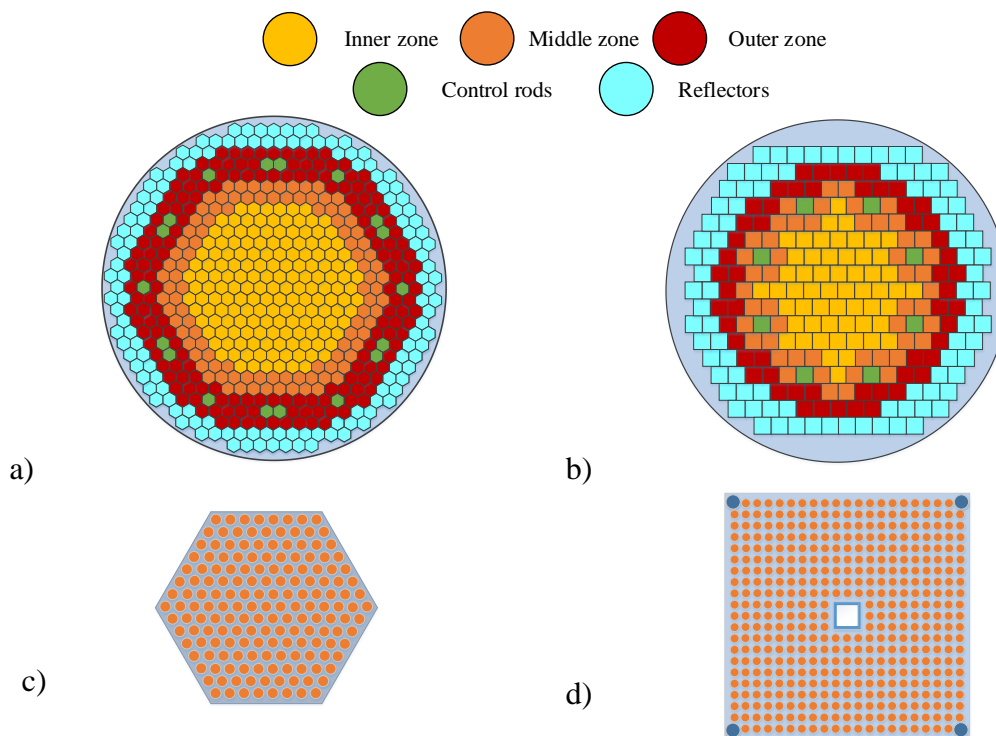 Inner zone Middle zone Outer zone
Control rods Reflectors
a) b)
c) d)